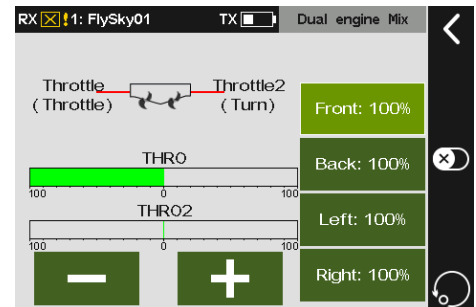 RX !1: FlySky01 TX Dual engine Mix
Throttle Throttle2
(Throttle) (Turn)
Front: 100%
THRO
Back: 100%
100 0 100
THRO2
Left: 100%
100 0 100
− +
Right: 100%